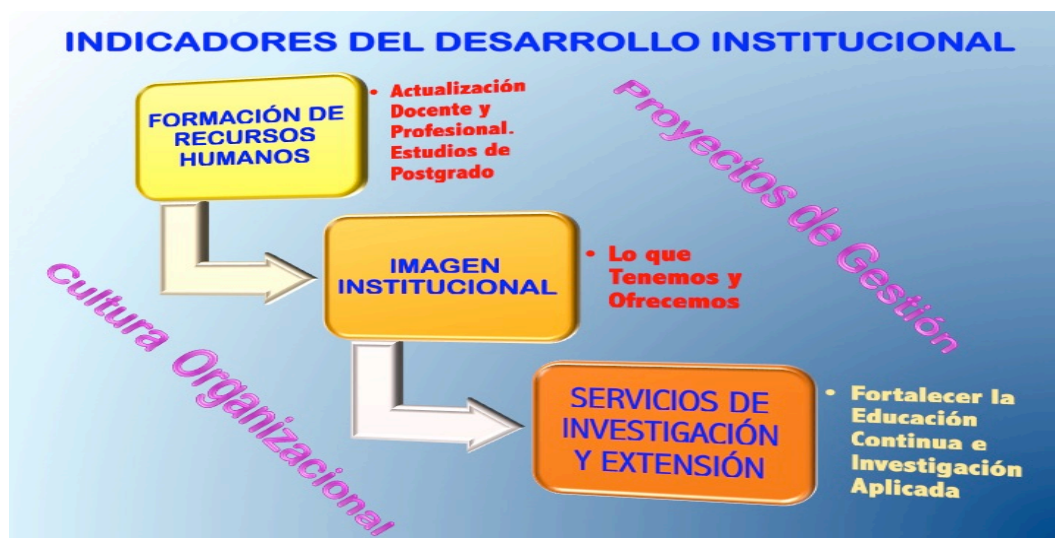 INDICADORES DEL DESARROLLO INSTITUCIONAL
FORMACIÓN DE
RECURSOS
HUMANOS
• Actualización
Docente y
Profesional.
Estudios de
Postgrado
Proyectos de Gestión
IMAGEN
INSTITUCIONAL
• Lo que
Tenemos y
Ofrecemos
Cultura Organizacional
SERVICIOS DE
INVESTIGACIÓN
Y EXTENSIÓN
• Fortalecer la
Educación
Continua e
Investigación
Aplicada